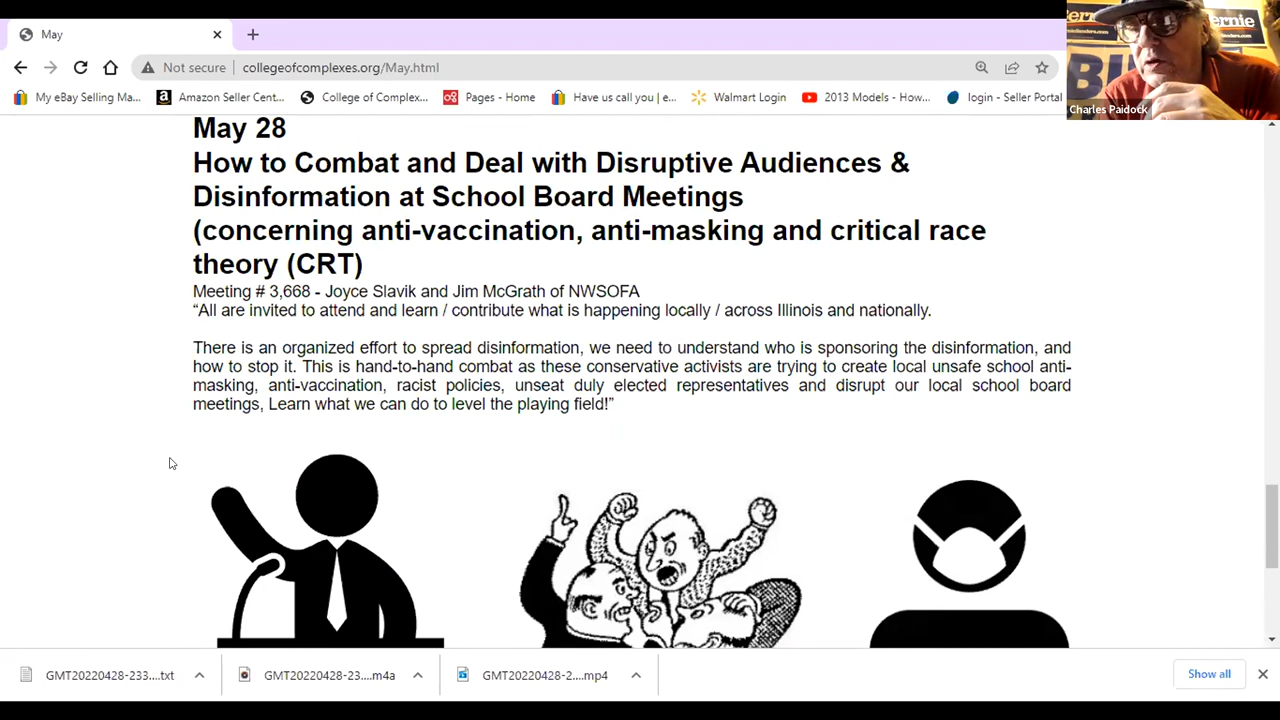 May
Not secure
collegeofcomplexes.org/May.html
My eBay Selling Ma...
Amazon Seller Cent...
College of Complex...
Pages - Home
Have us call you | e...
Walmart Login
2013 Models - How...
login - Seller Portal
ernie
Charles Paidock
May 28
How to Combat and Deal with Disruptive Audiences &
Disinformation at School Board Meetings
(concerning anti-vaccination, anti-masking and critical race
theory (CRT)
Meeting # 3,668 - Joyce Slavik and Jim McGrath of NWSOFA
“All are invited to attend and learn / contribute what is happening locally / across Illinois and nationally.
There is an organized effort to spread disinformation, we need to understand who is sponsoring the disinformation, and
how to stop it. This is hand-to-hand combat as these conservative activists are trying to create local unsafe school anti-
masking, anti-vaccination, racist policies, unseat duly elected representatives and disrupt our local school board
meetings, Learn what we can do to level the playing field!”
GMT20220428-233....txt
GMT20220428-23....m4a
GMT20220428-2....mp4
Show all